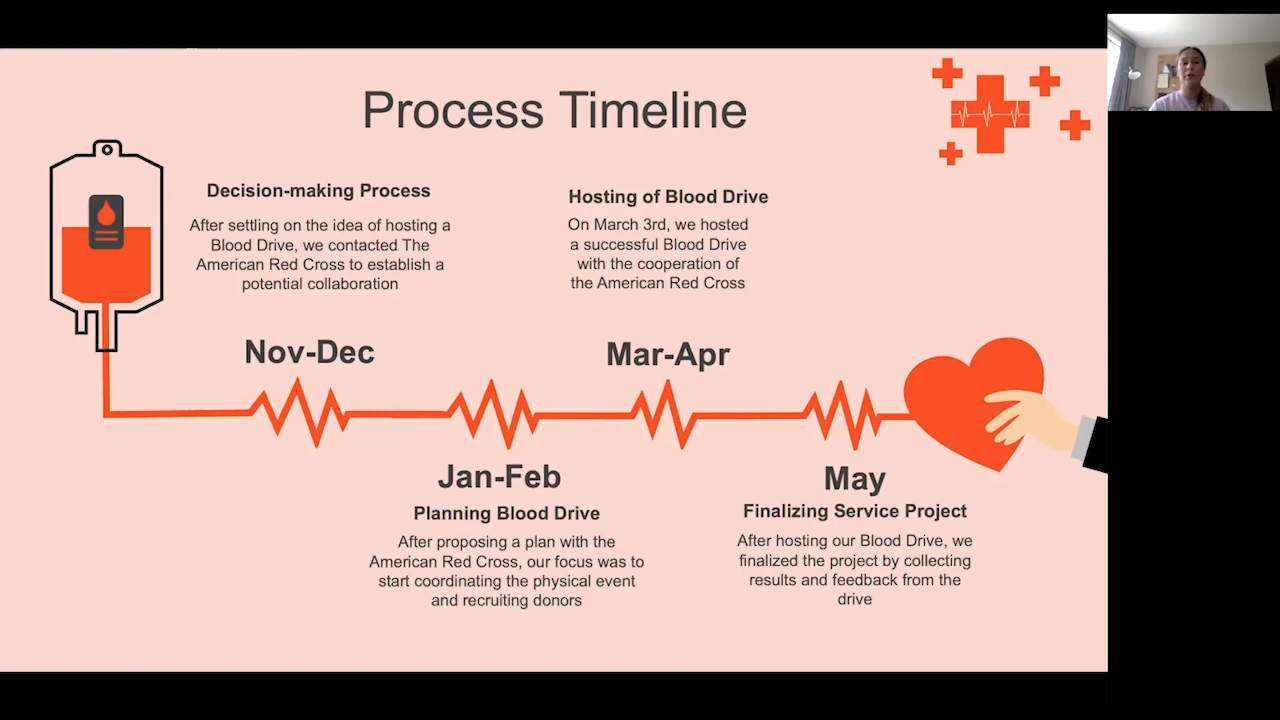 Process Timeline
Decision-making Process
After settling on the idea of hosting a
Blood Drive, we contacted The
American Red Cross to establish a
potential collaboration
Nov-Dec
Hosting of Blood Drive
On March 3rd, we hosted
a successful Blood Drive
with the cooperation of
the American Red Cross
Mar-Apr
Jan-Feb
Planning Blood Drive
After proposing a plan with the
American Red Cross, our focus was to
start coordinating the physical event
and recruiting donors
May
Finalizing Service Project
After hosting our Blood Drive, we
finalized the project by collecting
results and feedback from the
drive